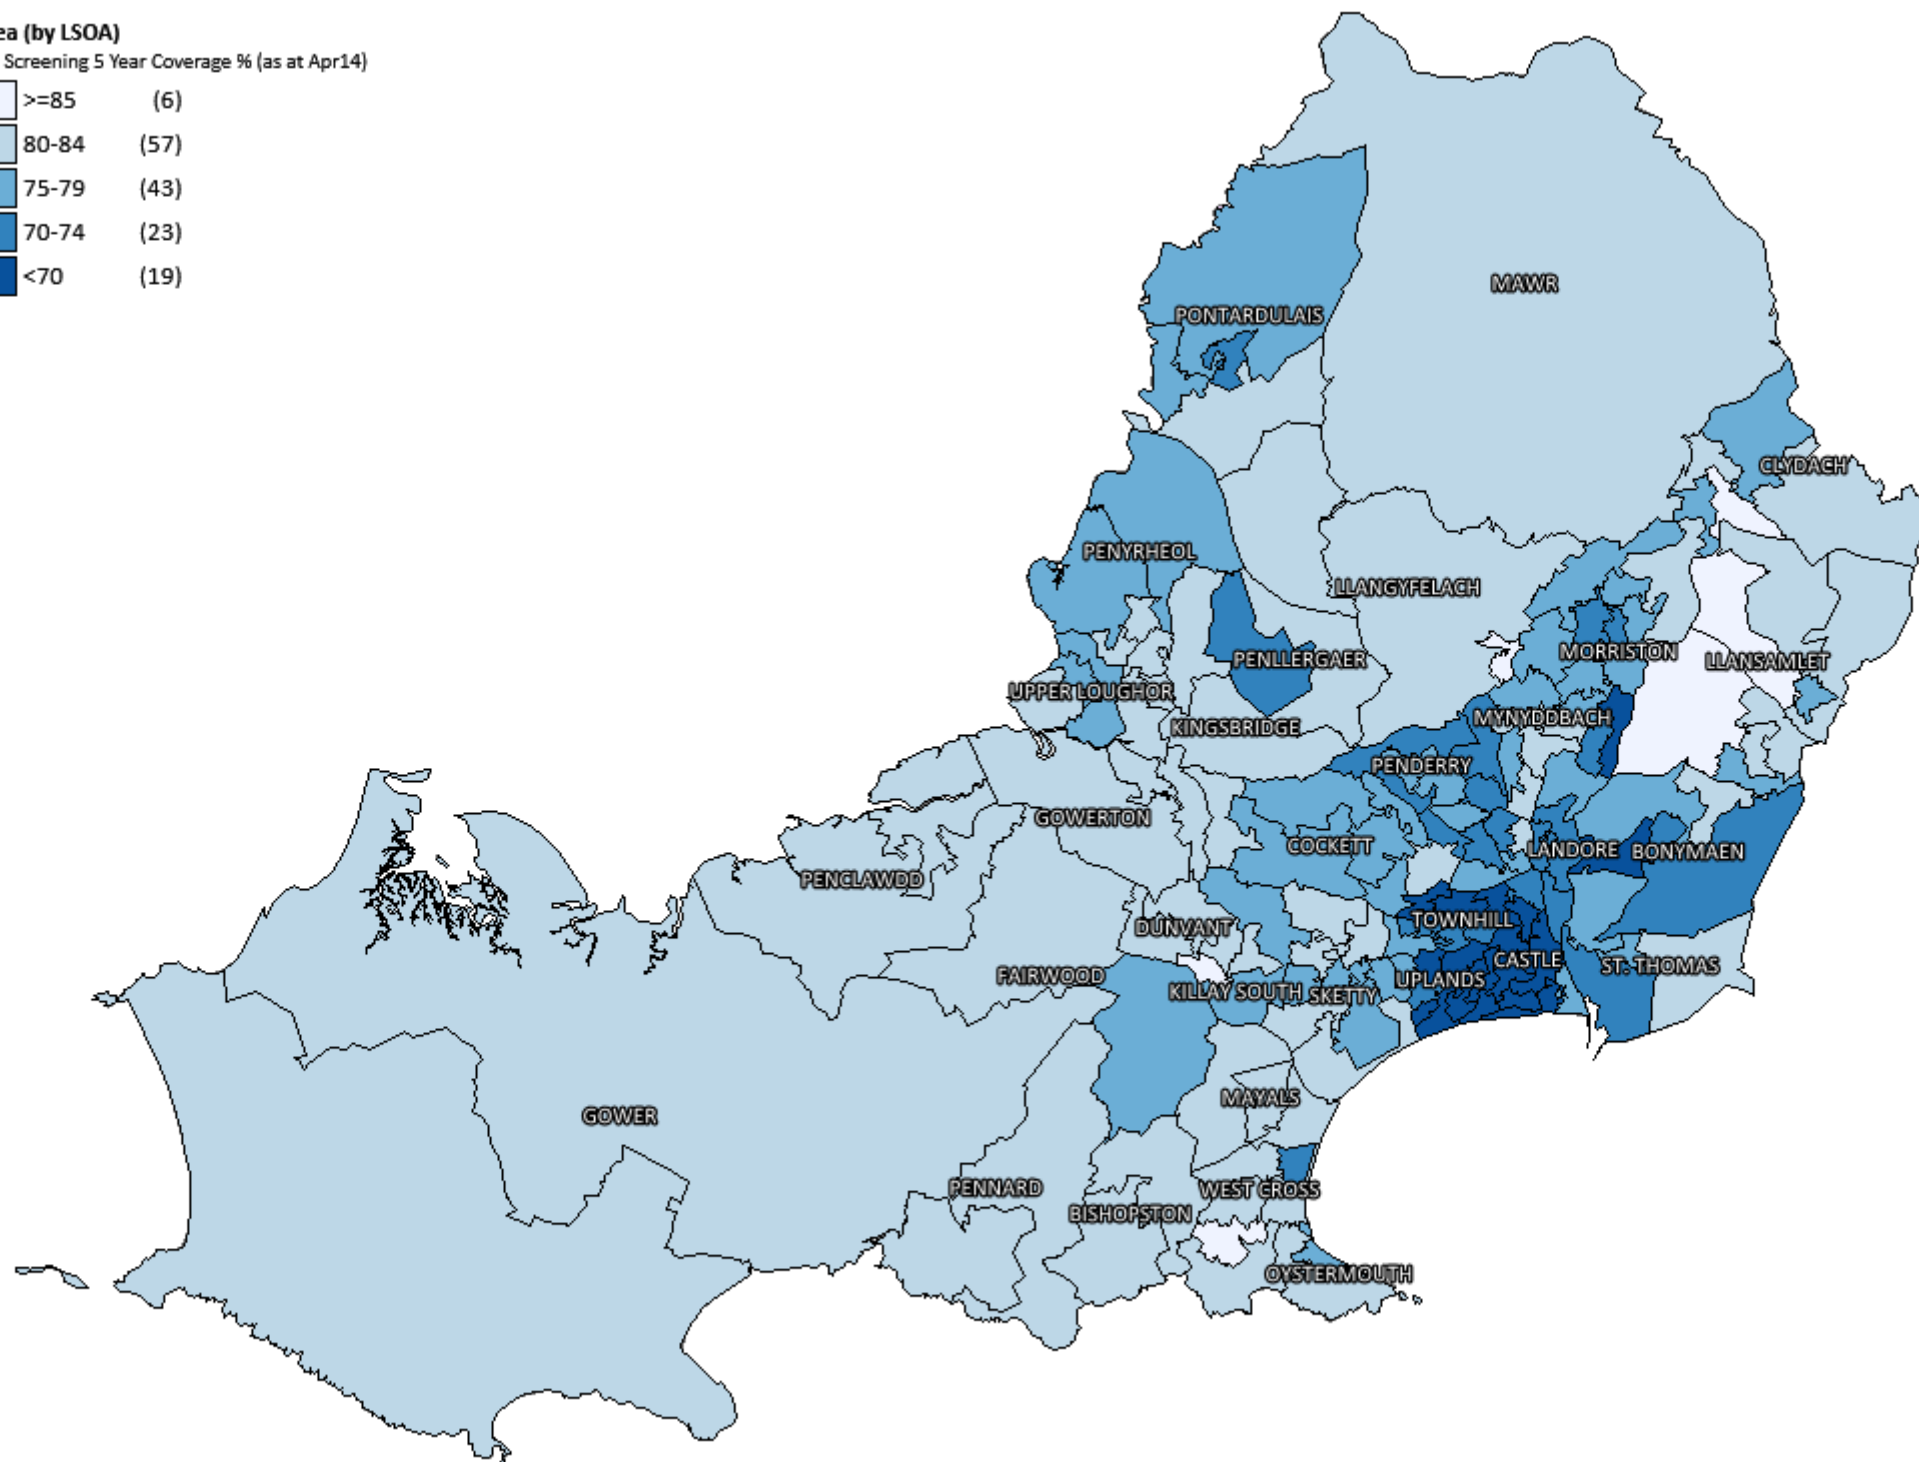 ea (by LSOA)
Screening 5 Year Coverage % (as at Apr14)
>=85 (6)
80-84 (57)
75-79 (43)
70-74 (23)
<70 (19)
MAWR
PONTARDULAIS
CLYDACH
PENYRHEOL
LLANGYFELACH
MORRISTON
PENLLERGAER
LLANSAMLET
UPPER LOUGHOR
MYNYDDBACH
KINGSBRIDGE
PENDERRY
GOWERTON
COCKETT
LANDORE
BONYMAEN
PENCLAWDD
TOWNHILL
DUNVANT
CASTLE
ST. THOMAS
FAIRWOOD
UPLANDS
KILLAY SOUTH
SKETTY
MAYALS
GOWER
PENNARD
WEST CROSS
BISHOPSTON
OYSTERMOUTH